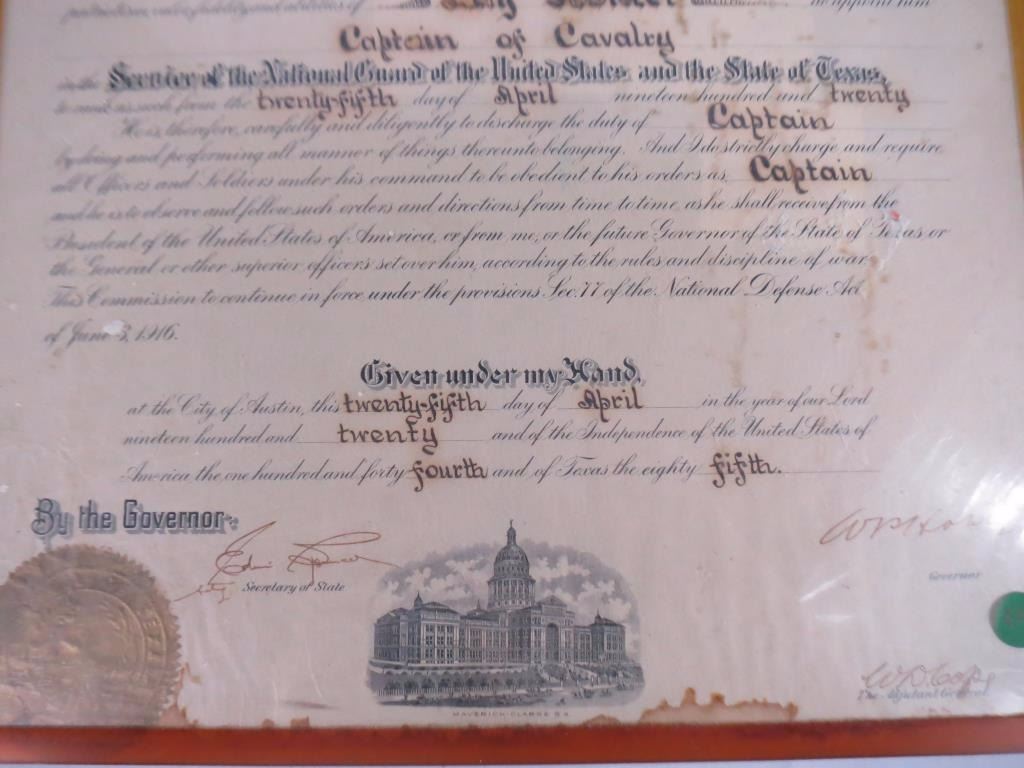 to appoint him
Captain of Cavalry
in the Service of the National Guard of the United States and the State of Texas,
to rank as such from the twenty-fifth day of April nineteen hundred and twenty
He is, therefore, carefully and diligently to discharge the duty of Captain
by doing and performing all manner of things thereunto belonging. And I do strictly charge and require
all Officers and Soldiers under his command to be obedient to his orders as Captain
and he is to observe and follow such orders and directions from time to time, as he shall receive from the
President of the United States of America, or from me, or the future Governor of the State of Texas or
the General or other superior officers set over him, according to the rules and discipline of war.
This Commission to continue in force under the provisions Sec. 77 of the National Defense Act
of June 3, 1916.
Given under my Hand,
at the City of Austin, this twenty-fifth day of April in the year of our Lord
nineteen hundred and twenty and of the Independence of the United States of
America the one hundred and forty fourth and of Texas the eighty fifth.
By the Governor:
Secretary of State
Governor
The Adjutant General
MAVERICK-CLARKE S.A.